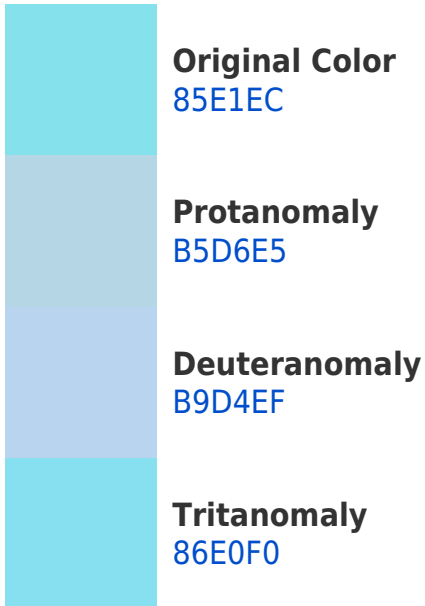 Original Color
85E1EC
Protanomaly
B5D6E5
Deuteranomaly
B9D4EF
Tritanomaly
86E0F0